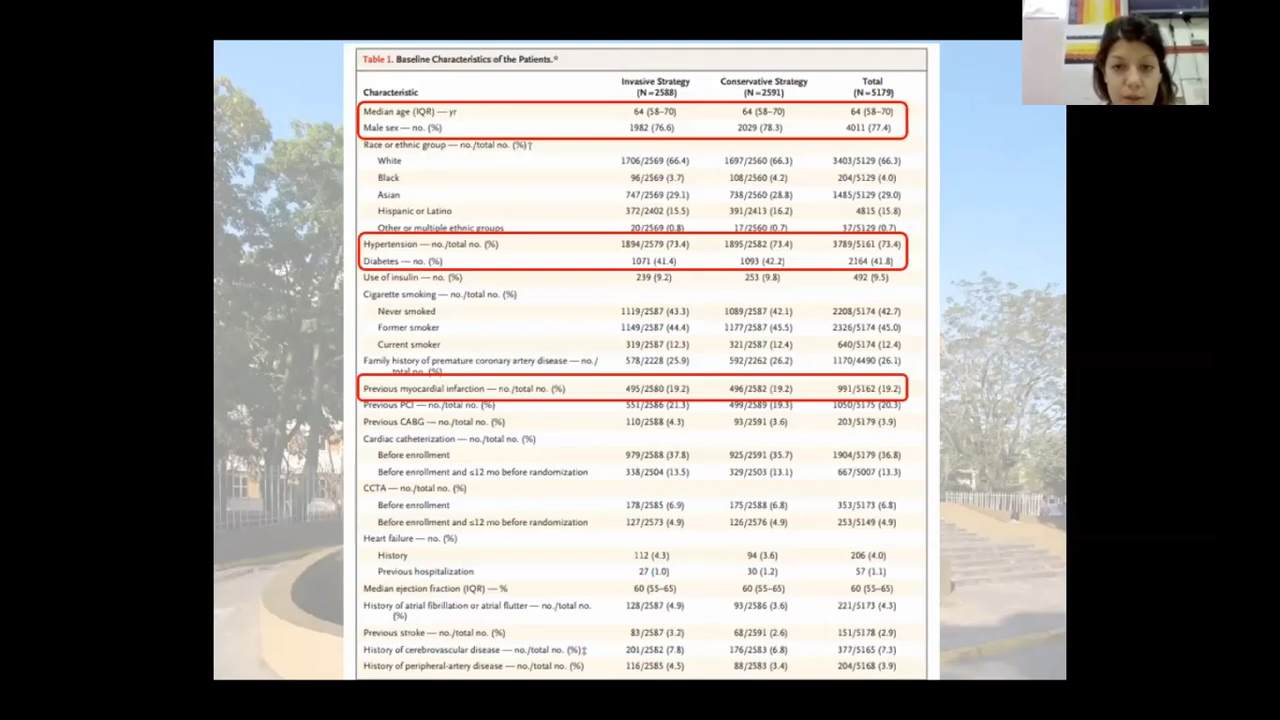 Table 1. Baseline Characteristics of the Patients.*
Characteristic Invasive Strategy (N=2588) Conservative Strategy (N=2591) Total (N=5179)
Median age (IQR) — yr 64 (58–70) 64 (58–70) 64 (58–70)
Male sex — no. (%) 1982 (76.6) 2029 (78.3) 4011 (77.4)
Race or ethnic group — no./total no. (%)†
White 1706/2569 (66.4) 1697/2560 (66.3) 3403/5129 (66.3)
Black 96/2569 (3.7) 108/2560 (4.2) 204/5129 (4.0)
Asian 747/2569 (29.1) 738/2560 (28.8) 1485/5129 (29.0)
Hispanic or Latino 372/2402 (15.5) 391/2413 (16.2) 4815 (15.8)
Other or multiple ethnic groups 20/2569 (0.8) 17/2560 (0.7) 37/5129 (0.7)
Hypertension — no./total no. (%) 1894/2579 (73.4) 1895/2582 (73.4) 3789/5161 (73.4)
Diabetes — no. (%) 1071 (41.4) 1093 (42.2) 2164 (41.8)
Use of insulin — no. (%) 239 (9.2) 253 (9.8) 492 (9.5)
Cigarette smoking — no./total no. (%)
Never smoked 1119/2587 (43.3) 1089/2587 (42.1) 2208/5174 (42.7)
Former smoker 1149/2587 (44.4) 1177/2587 (45.5) 2326/5174 (45.0)
Current smoker 319/2587 (12.3) 321/2587 (12.4) 640/5174 (12.4)
Family history of premature coronary artery disease — no./ 578/2228 (25.9) 592/2262 (26.2) 1170/4490 (26.1)
total no. (%)
Previous myocardial infarction — no./total no. (%) 495/2580 (19.2) 496/2582 (19.2) 991/5162 (19.2)
Previous PCI — no./total no. (%) 551/2586 (21.3) 499/2589 (19.3) 1050/5175 (20.3)
Previous CABG — no./total no. (%) 110/2588 (4.3) 93/2591 (3.6) 203/5179 (3.9)
Cardiac catheterization — no./total no. (%)
Before enrollment 979/2588 (37.8) 925/2591 (35.7) 1904/5179 (36.8)
Before enrollment and ≤12 mo before randomization 338/2504 (13.5) 329/2503 (13.1) 667/5007 (13.3)
CCTA — no./total no. (%)
Before enrollment 178/2585 (6.9) 175/2588 (6.8) 353/5173 (6.8)
Before enrollment and ≤12 mo before randomization 127/2573 (4.9) 126/2576 (4.9) 253/5149 (4.9)
Heart failure — no. (%)
History 112 (4.3) 94 (3.6) 206 (4.0)
Previous hospitalization 27 (1.0) 30 (1.2) 57 (1.1)
Median ejection fraction (IQR) — % 60 (55–65) 60 (55–65) 60 (55–65)
History of atrial fibrillation or atrial flutter — no./total no. 128/2587 (4.9) 93/2586 (3.6) 221/5173 (4.3)
(%)
Previous stroke — no./total no. (%) 83/2587 (3.2) 68/2591 (2.6) 151/5178 (2.9)
History of cerebrovascular disease — no./total no. (%)‡ 201/2582 (7.8) 176/2583 (6.8) 377/5165 (7.3)
History of peripheral-artery disease — no./total no. (%) 116/2585 (4.5) 88/2583 (3.4) 204/5168 (3.9)